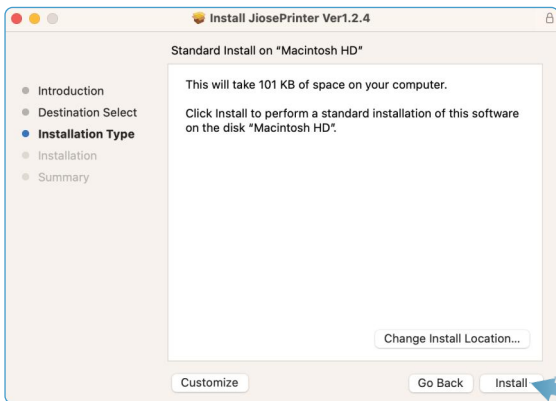 Install JiosePrinter Ver1.2.4
Standard Install on “Macintosh HD”
Introduction
Destination Select
Installation Type
Installation
Summary
This will take 101 KB of space on your computer.
Click Install to perform a standard installation of this software
on the disk “Macintosh HD”.
Change Install Location...
Customize
Go Back
Install